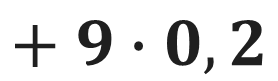 + 9 · 0, 2